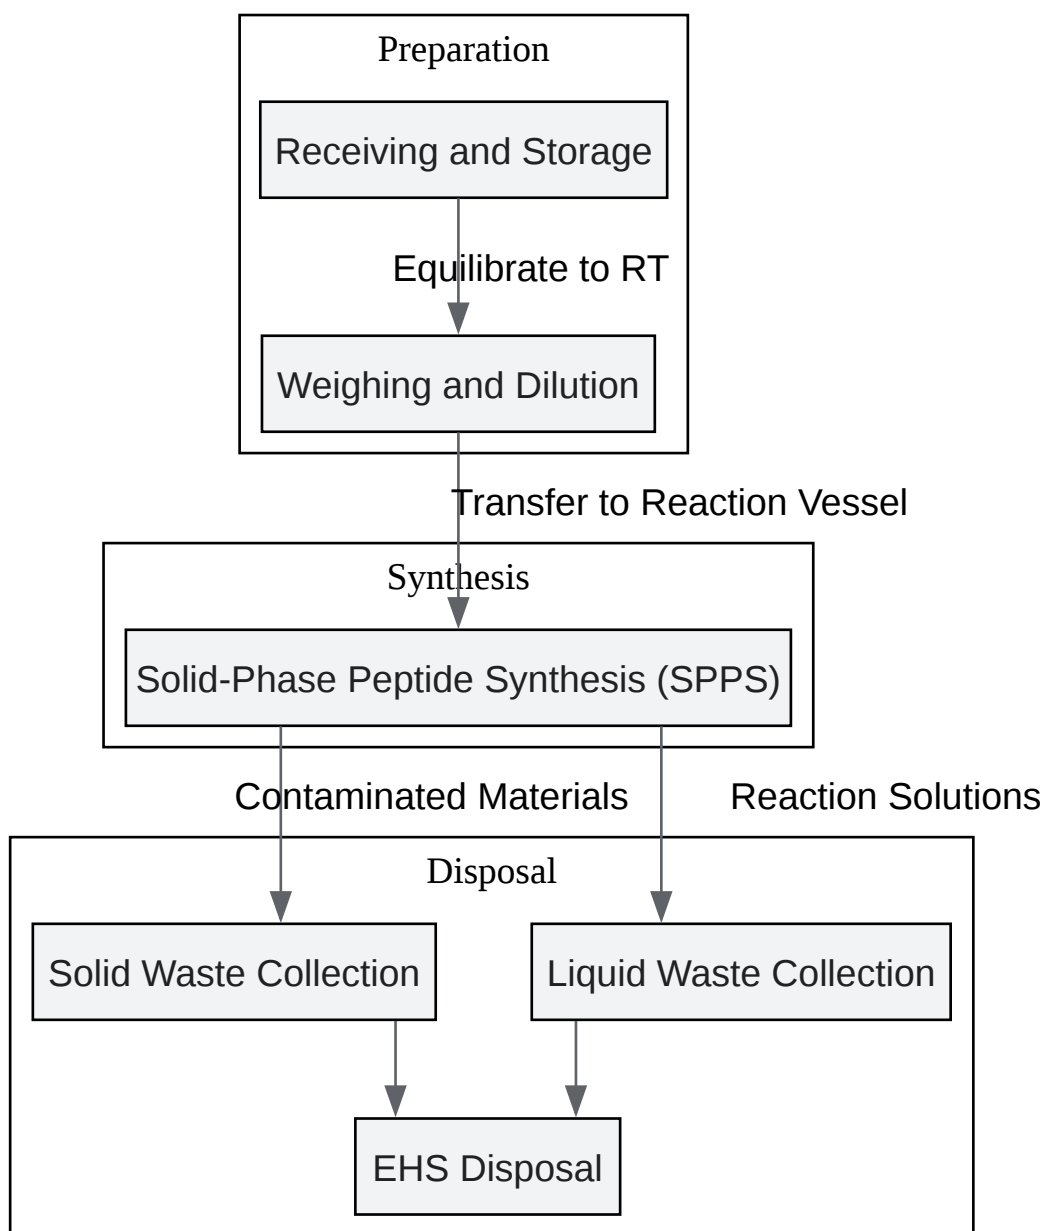 Preparation
Receiving and Storage
Equilibrate to RT
Weighing and Dilution
Transfer to Reaction Vessel
Synthesis
Solid-Phase Peptide Synthesis (SPPS)
Contaminated Materials
Reaction Solutions
Disposal
Solid Waste Collection
Liquid Waste Collection
EHS Disposal